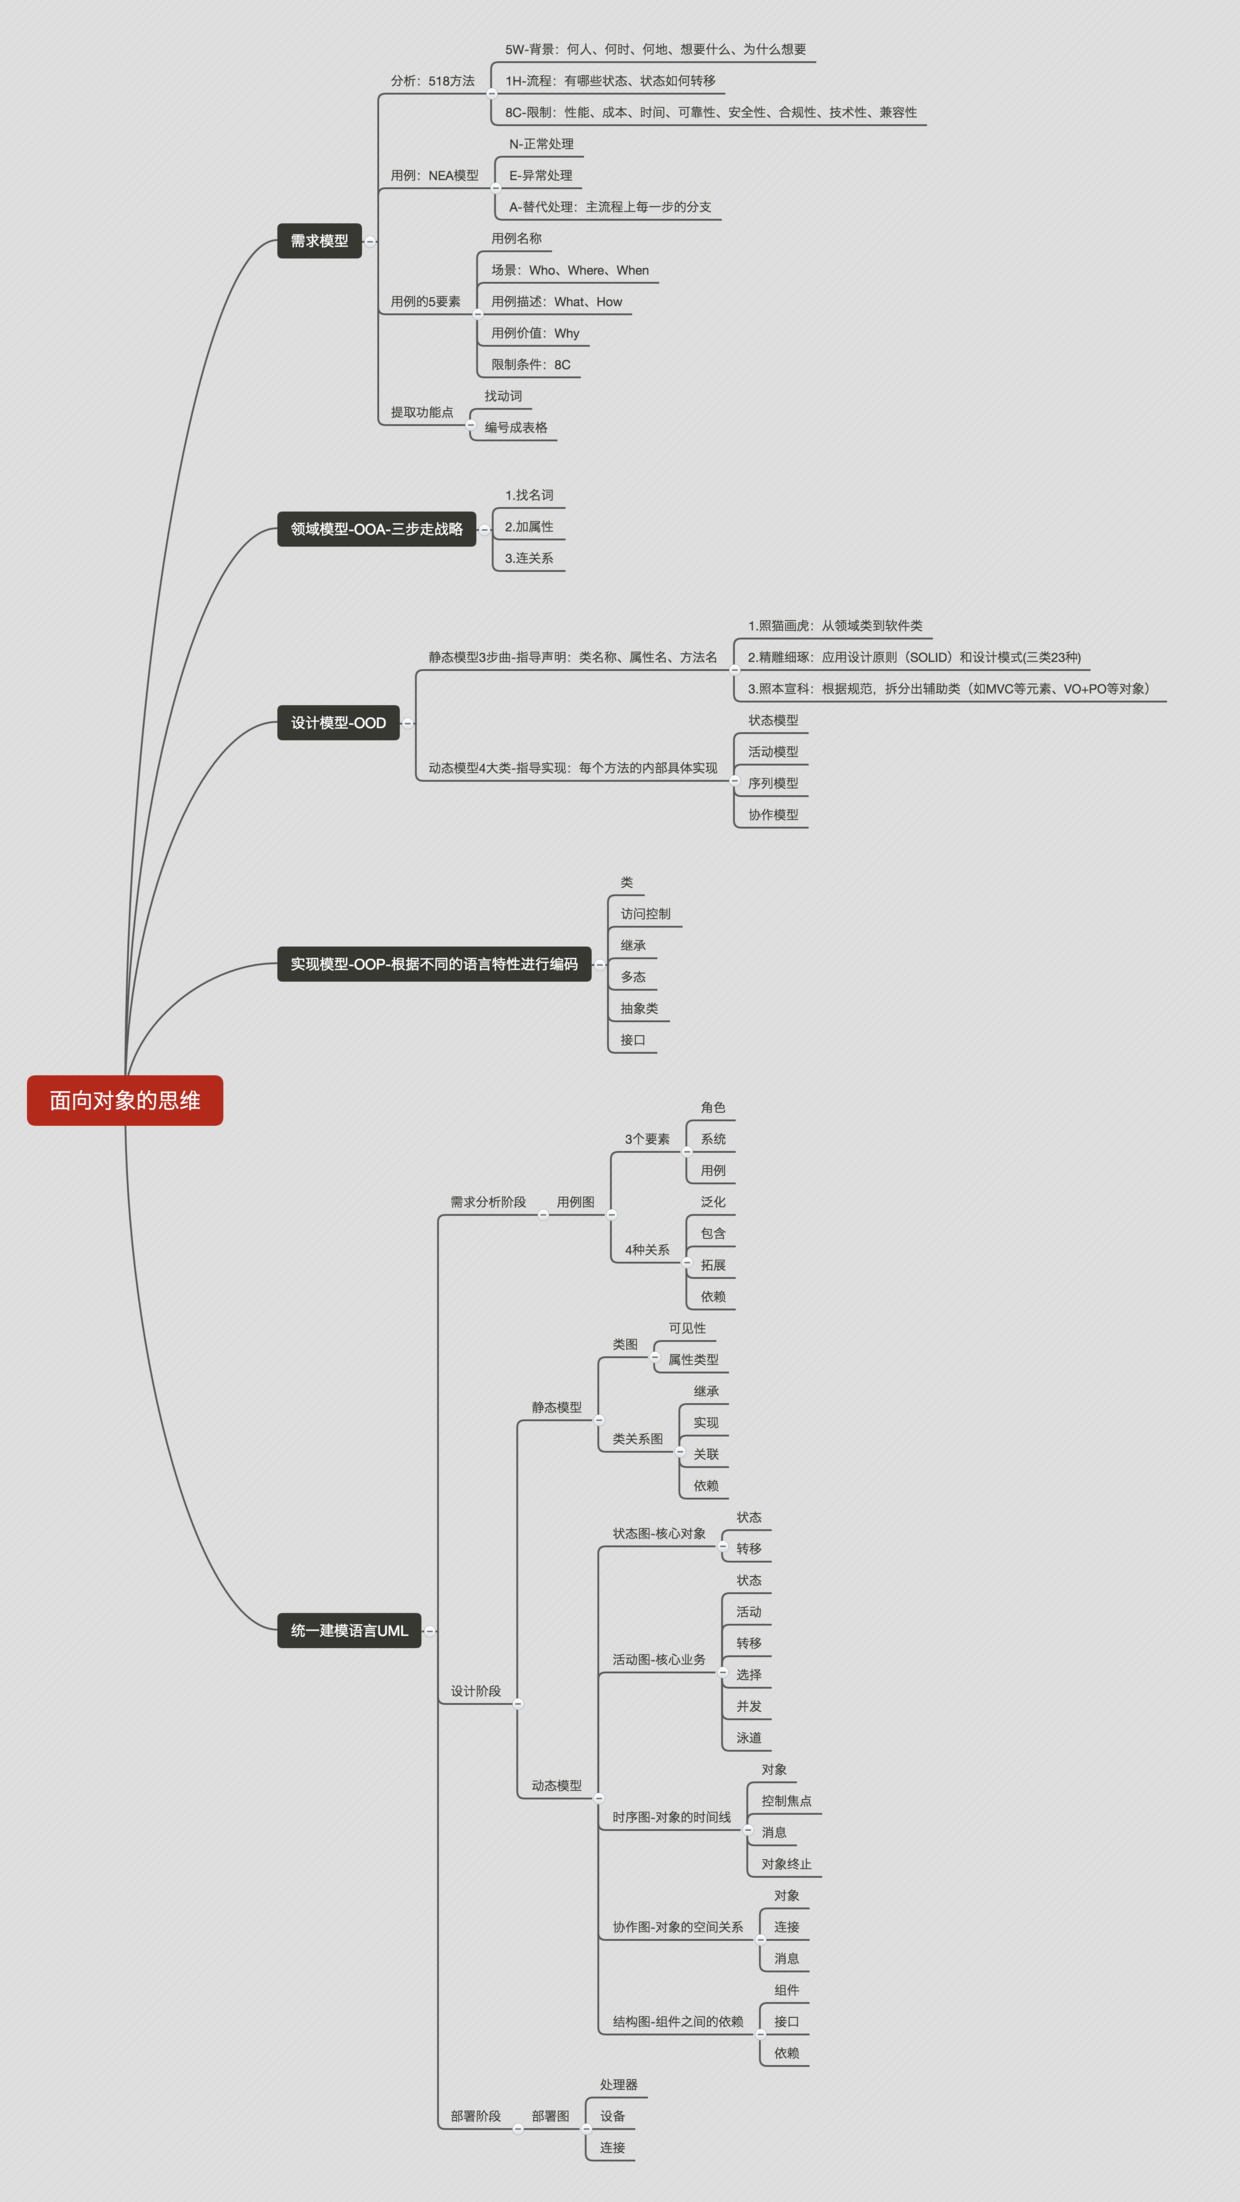 面向对象的思维
需求模型
分析：518方法
5W-背景：何人、何时、何地、想要什么、为什么想要
1H-流程：有哪些状态、状态如何转移
8C-限制：性能、成本、时间、可靠性、安全性、合规性、技术性、兼容性
用例：NEA模型
N-正常处理
E-异常处理
A-替代处理：主流程上每一步的分支
用例的5要素
用例名称
场景：Who、Where、When
用例描述：What、How
用例价值：Why
限制条件：8C
提取功能点
找动词
编号成表格
领域模型-OOA-三步走战略
1.找名词
2.加属性
3.连关系
设计模型-OOD
静态模型3步曲-指导声明：类名称、属性名、方法名
1.照猫画虎：从领域类到软件类
2.精雕细琢：应用设计原则（SOLID）和设计模式(三类23种)
3.照本宣科：根据规范，拆分出辅助类（如MVC等元素、VO+PO等对象）
动态模型4大类-指导实现：每个方法的内部具体实现
状态模型
活动模型
序列模型
协作模型
实现模型-OOP-根据不同的语言特性进行编码
类
访问控制
继承
多态
抽象类
接口
统一建模语言UML
需求分析阶段
用例图
3个要素
角色
系统
用例
4种关系
泛化
包含
拓展
依赖
设计阶段
静态模型
类图
可见性
属性类型
类关系图
继承
实现
关联
依赖
动态模型
状态图-核心对象
状态
转移
活动图-核心业务
状态
活动
转移
选择
并发
泳道
时序图-对象的时间线
对象
控制焦点
消息
对象终止
协作图-对象的空间关系
对象
连接
消息
结构图-组件之间的依赖
组件
接口
依赖
部署阶段
部署图
处理器
设备
连接